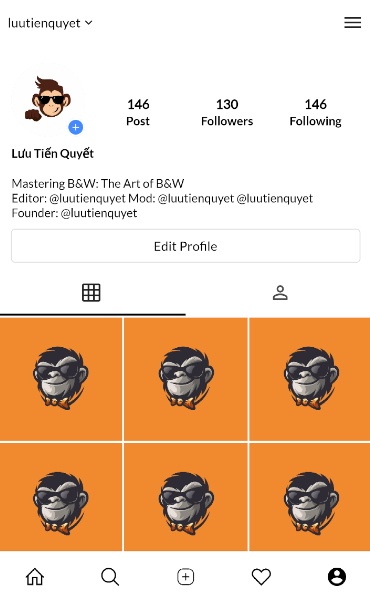 luutienquyet
146 130 146
Post Followers Following
Lưu Tiến Quyết
Mastering B&W: The Art of B&W
Editor: @luutienquyet Mod: @luutienquyet @luutienquyet
Founder: @luutienquyet
Edit Profile